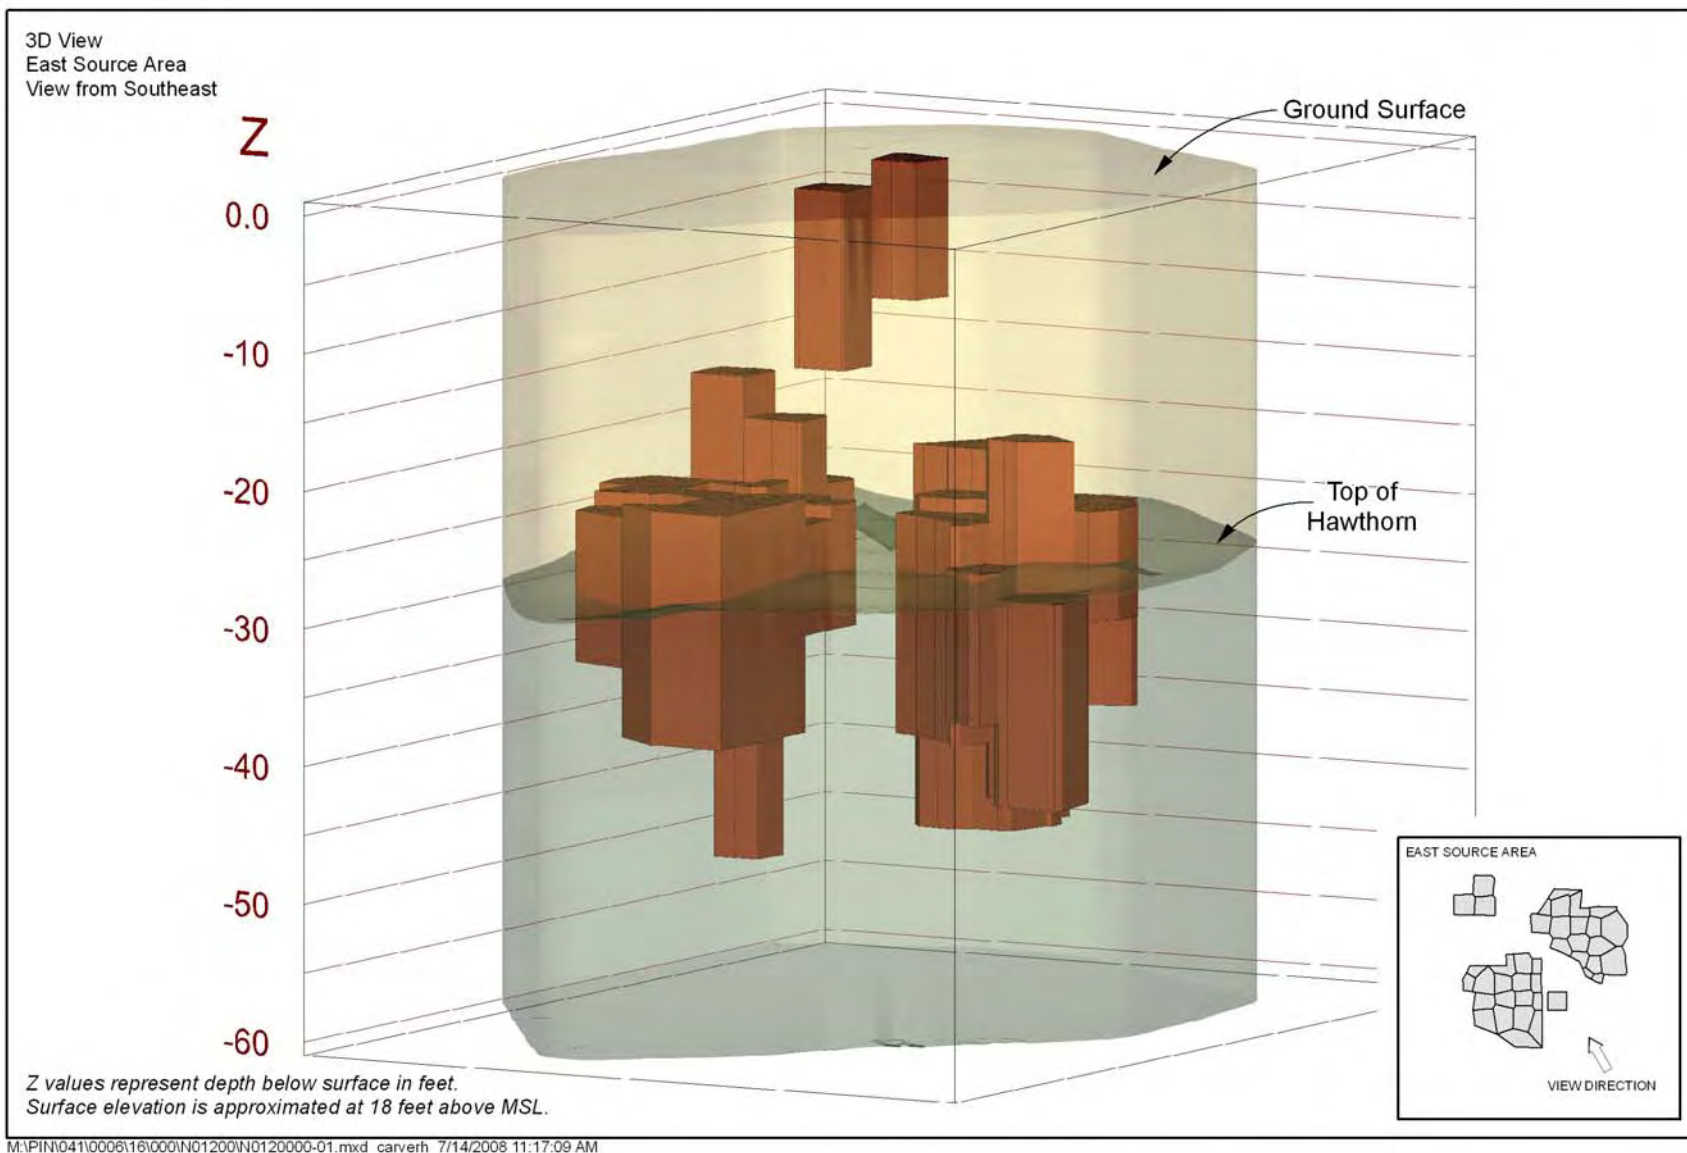 3D View
East Source Area
View from Southeast
Z
Ground Surface
0.0
-10
-20
Top of
Hawthorn
-30
-40
-50
-60
EAST SOURCE AREA
VIEW DIRECTION
Z values represent depth below surface in feet.
Surface elevation is approximated at 18 feet above MSL.
M:\PIN\041\0006\16\000\N01200\N0120000-01.mxd carverh 7/14/2008 11:17:09 AM